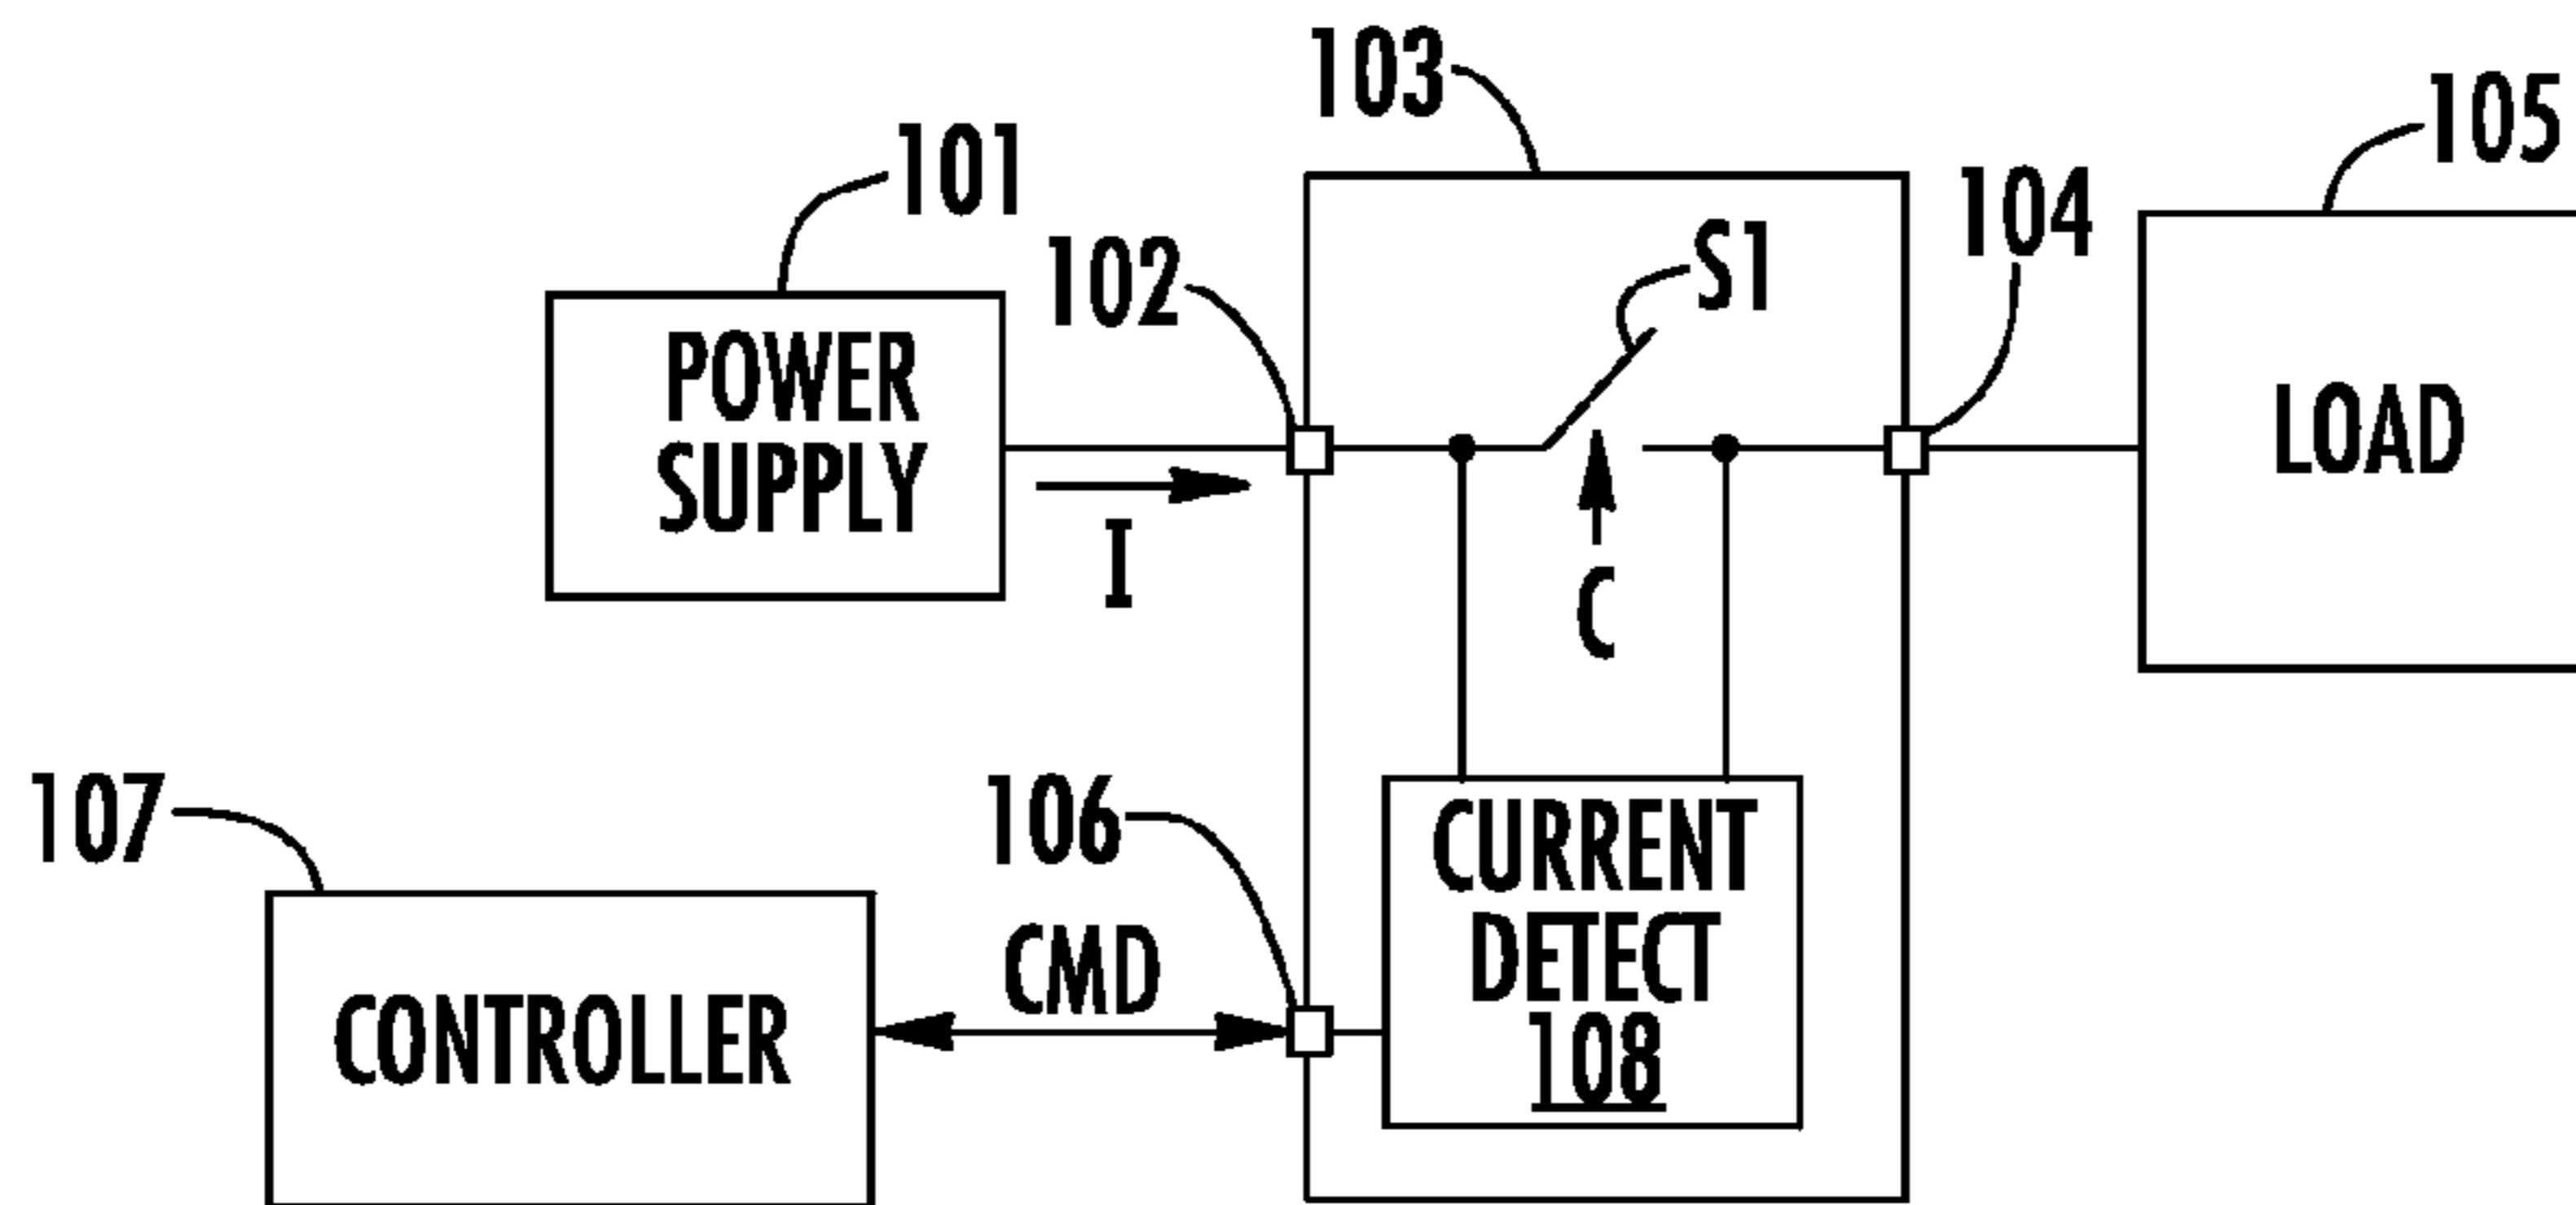 103
105
101
104
102
S1
POWER
SUPPLY
LOAD
I
C
107
106
CURRENT
DETECT
108
CMD
CONTROLLER